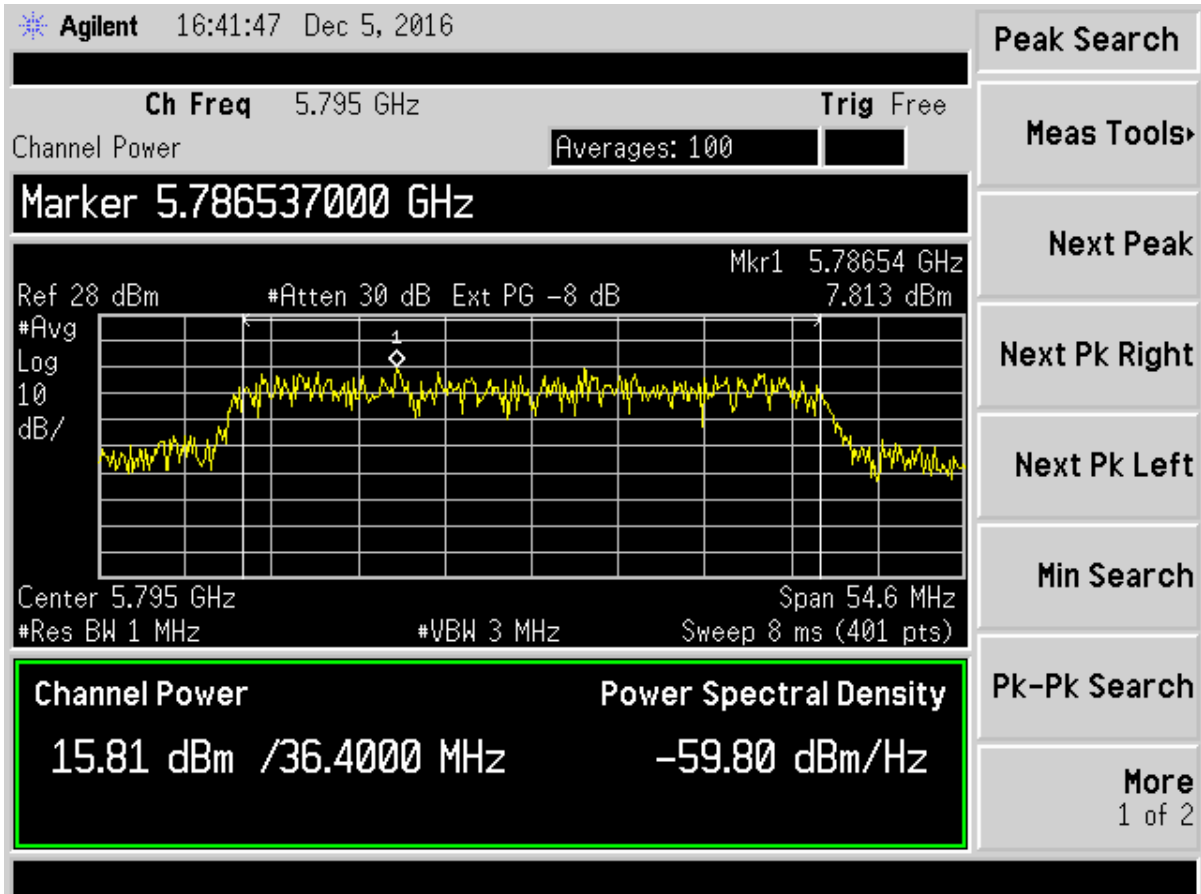 Agilent 16:41:47 Dec 5, 2016
Peak Search
Ch Freq 5.795 GHz Trig Free
Channel Power Averages: 100
Meas Tools
Marker 5.786537000 GHz
Next Peak
Mkr1 5.78654 GHz
Ref 28 dBm #Atten 30 dB Ext PG -8 dB 7.813 dBm
#Avg
Log
10
dB/
1
Next Pk Right
Next Pk Left
Min Search
Center 5.795 GHz Span 54.6 MHz
#Res BW 1 MHz #VBW 3 MHz Sweep 8 ms (401 pts)
Channel Power Power Spectral Density
Pk-Pk Search
15.81 dBm /36.4000 MHz -59.80 dBm/Hz
More
1 of 2